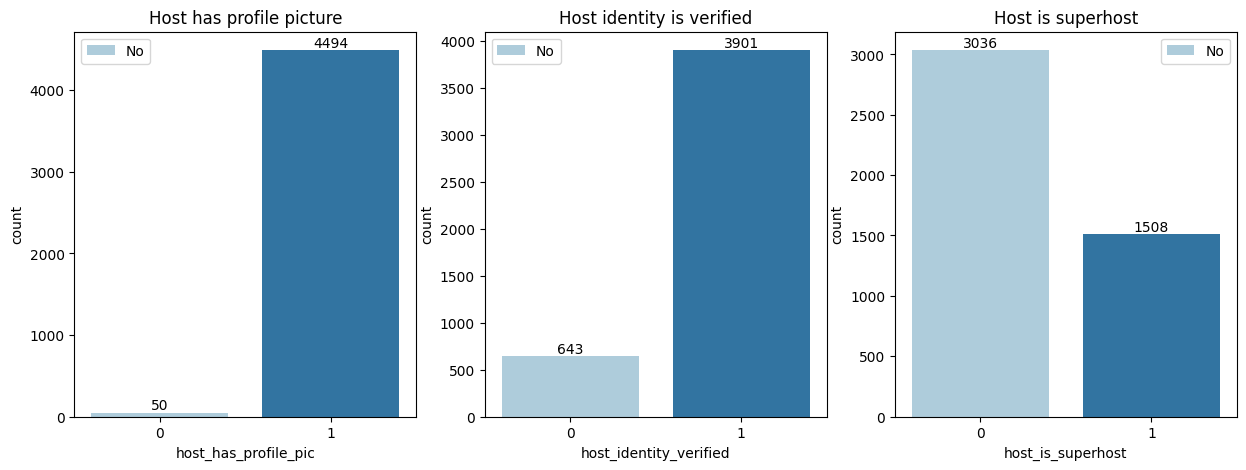 Host has profile picture
No
4494
50
4000
3000
2000
1000
0
count
0 1
host_has_profile_pic
Host identity is verified
No
3901
643
4000
3500
3000
2500
2000
1500
1000
500
0
count
0 1
host_identity_verified
Host is superhost
No
3036
1508
3000
2500
2000
1500
1000
500
0
count
0 1
host_is_superhost